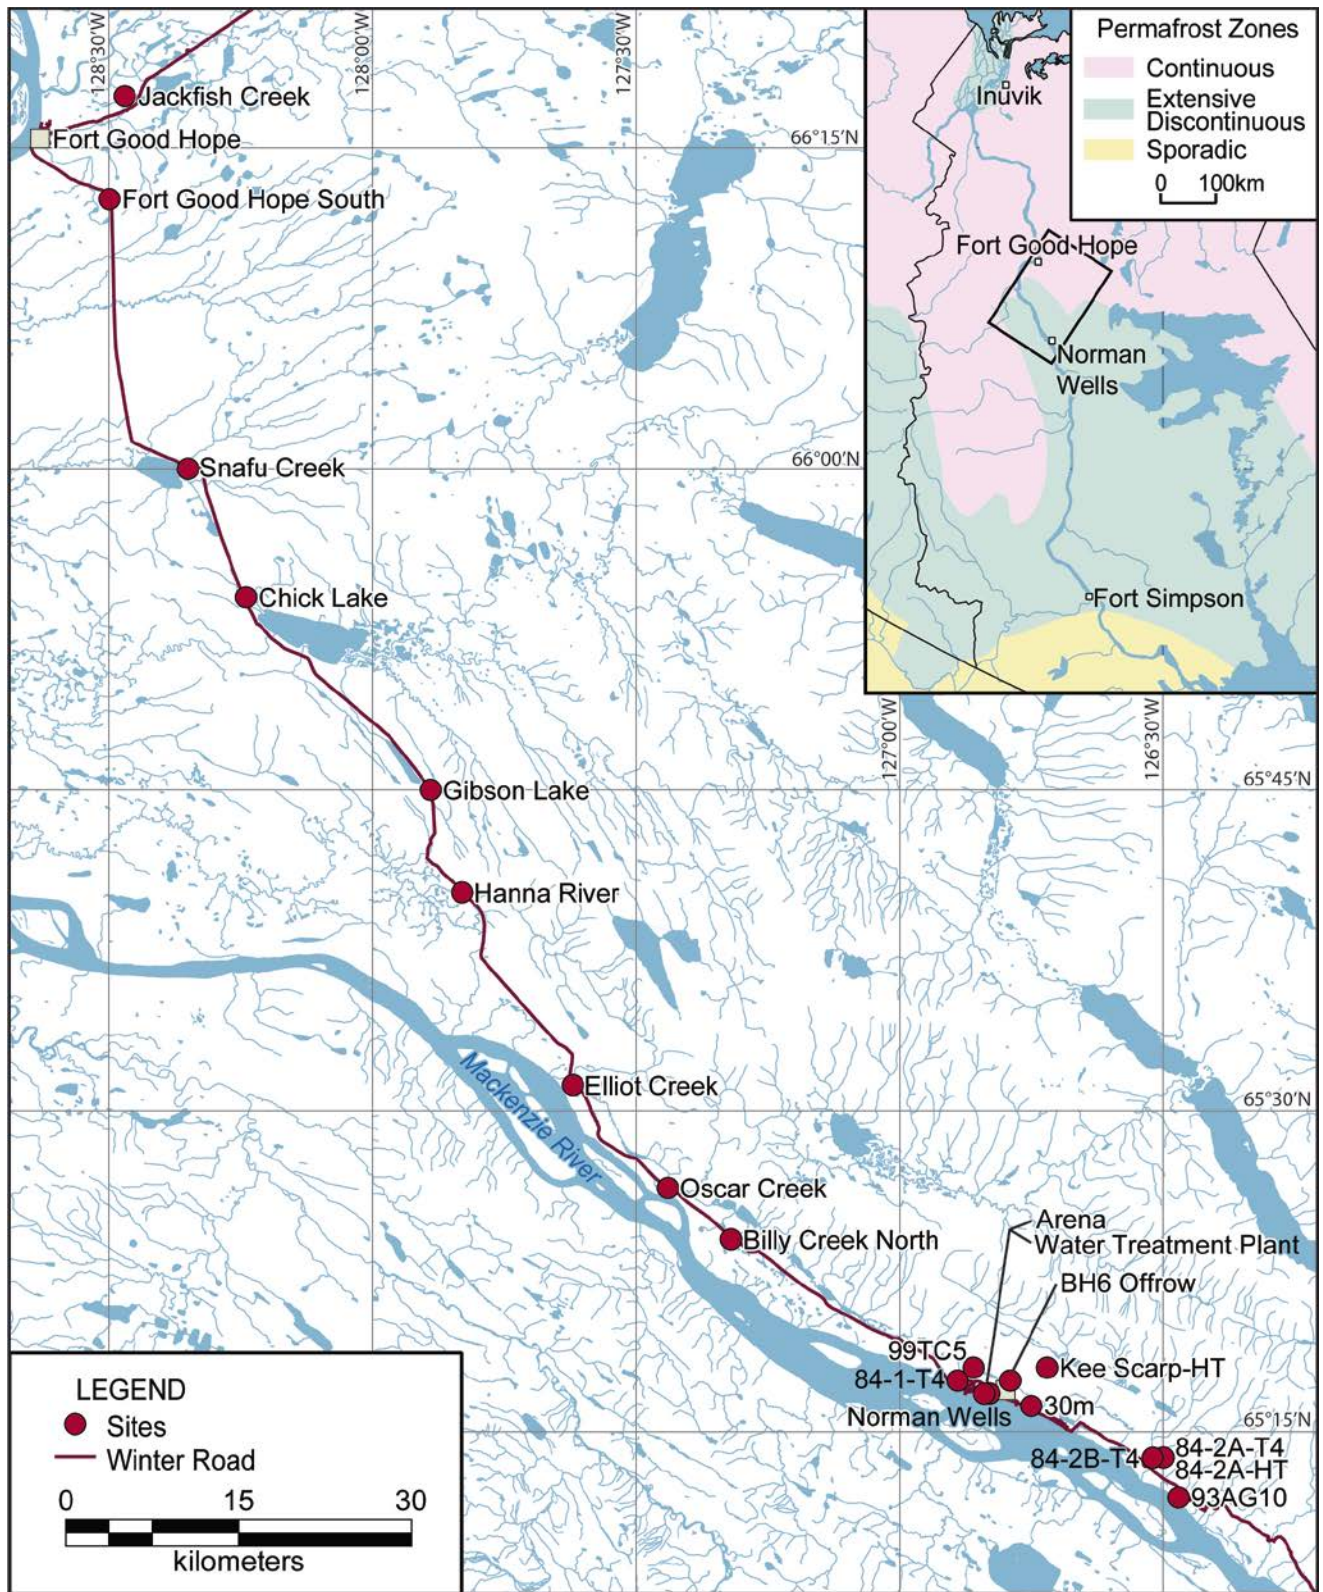 128°30'W
128°00'W
127°30'W
Jackfish Creek
Fort Good Hope
66°15'N
Fort Good Hope South
Snafu Creek
66°00'N
Chick Lake
127°00'W
126°30'W
Gibson Lake
65°45'N
Hanna River
Mackenzie River
Elliot Creek
65°30'N
Oscar Creek
Billy Creek North
Arena
Water Treatment Plant
BH6 Offrow
99TC5
Kee Scarp-HT
84-1-T4
30m
Norman Wells
65°15'N
84-2B-T4
84-2A-T4
84-2A-HT
93AG10
Permafrost Zones
Continuous
Extensive
Discontinuous
Sporadic
0 100km
Inuvik
Fort Good Hope
Norman
Wells
Fort Simpson
LEGEND
Sites
Winter Road
0 15 30
kilometers